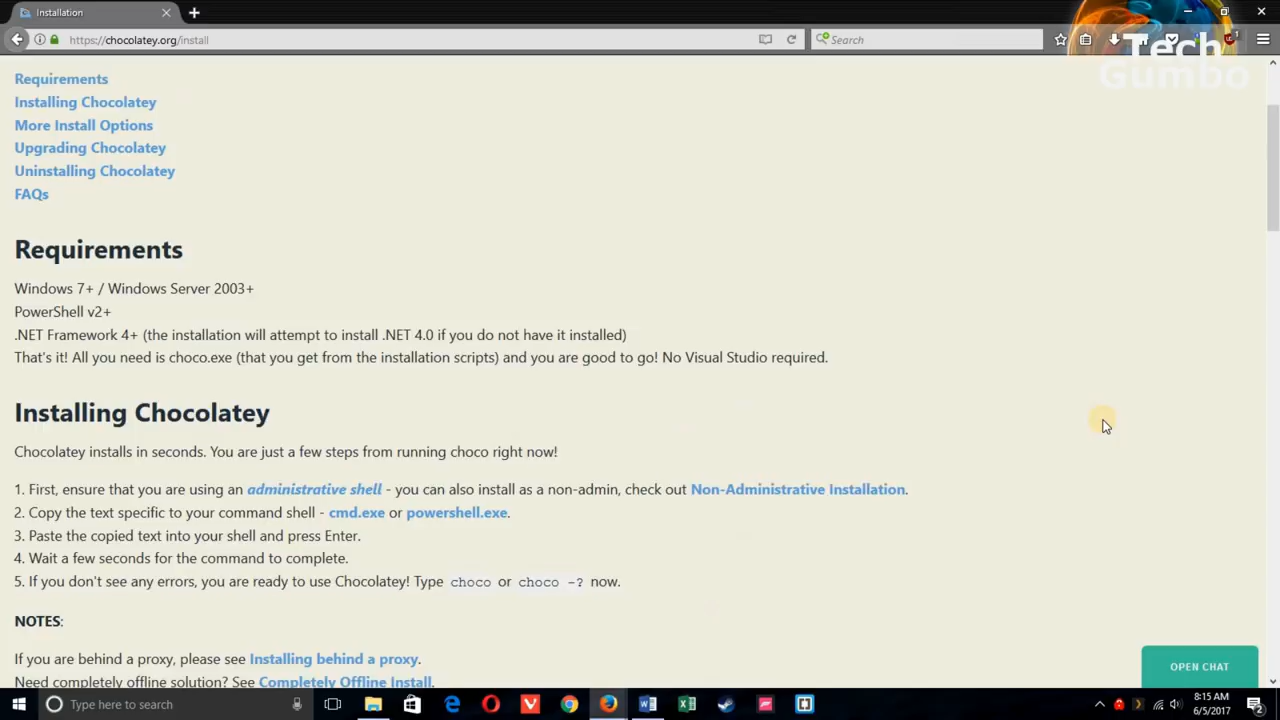 Installation
https://chocolatey.org/install
Search
1
Tech
Gumbo
Requirements
Installing Chocolatey
More Install Options
Upgrading Chocolatey
Uninstalling Chocolatey
FAQs
Requirements
Windows 7+ / Windows Server 2003+
PowerShell v2+
.NET Framework 4+ (the installation will attempt to install .NET 4.0 if you do not have it installed)
That's it! All you need is choco.exe (that you get from the installation scripts) and you are good to go! No Visual Studio required.
Installing Chocolatey
Chocolatey installs in seconds. You are just a few steps from running choco right now!
1. First, ensure that you are using an administrative shell - you can also install as a non-admin, check out Non-Administrative Installation.
2. Copy the text specific to your command shell - cmd.exe or powershell.exe.
3. Paste the copied text into your shell and press Enter.
4. Wait a few seconds for the command to complete.
5. If you don't see any errors, you are ready to use Chocolatey! Type choco or choco -? now.
NOTES:
If you are behind a proxy, please see Installing behind a proxy.
Need completely offline solution? See Completely Offline Install.
OPEN CHAT
Type here to search
8:15 AM
6/5/2017
2